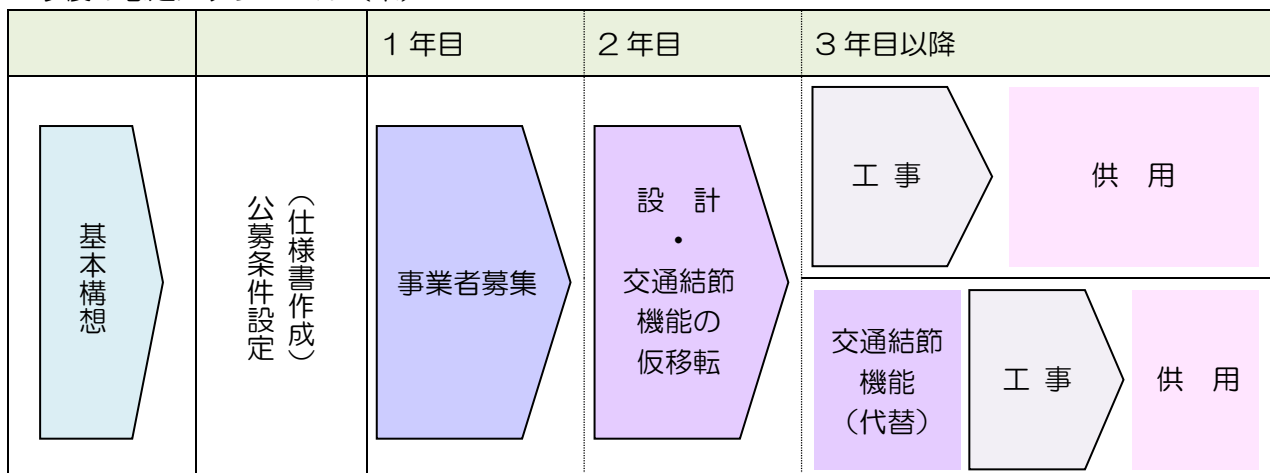 １年目
２年目
３年目以降
基本構想
公募条件設定
（仕様書作成）
事業者募集
設　計
・
交通結節
機能の
仮移転
工 事
供　用
交通結節
機能
（代替）
工 事
供　用